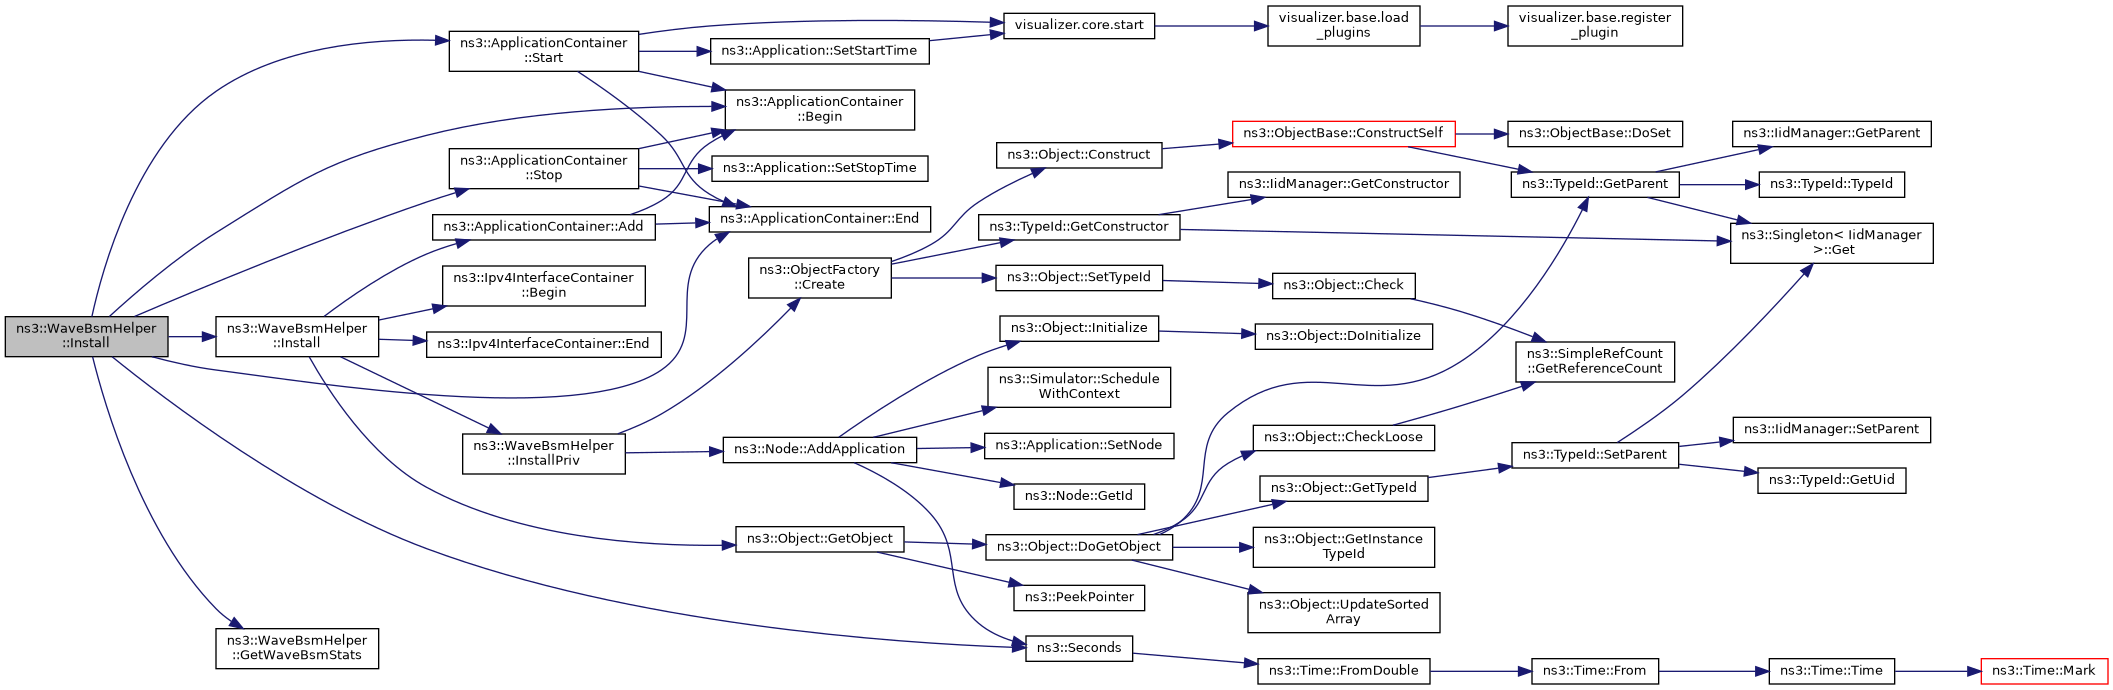 ns3::WaveBsmHelper
::Install
ns3::ApplicationContainer
::Start
ns3::ApplicationContainer
::Stop
ns3::WaveBsmHelper
::Install
ns3::ApplicationContainer::Add
ns3::Ipv4InterfaceContainer
::Begin
ns3::Ipv4InterfaceContainer::End
ns3::WaveBsmHelper
::InstallPriv
ns3::WaveBsmHelper
::GetWaveBsmStats
ns3::Application::SetStartTime
ns3::ApplicationContainer
::Begin
ns3::Application::SetStopTime
ns3::ApplicationContainer::End
ns3::ObjectFactory
::Create
ns3::Node::AddApplication
ns3::Object::GetObject
visualizer.core.start
ns3::Object::Construct
ns3::TypeId::GetConstructor
ns3::Object::SetTypeId
ns3::Object::Initialize
ns3::Simulator::Schedule
WithContext
ns3::Application::SetNode
ns3::Node::GetId
ns3::Object::DoGetObject
ns3::PeekPointer
ns3::Seconds
visualizer.base.load
_plugins
ns3::ObjectBase::ConstructSelf
ns3::IidManager::GetConstructor
ns3::Object::Check
ns3::Object::DoInitialize
ns3::Object::CheckLoose
ns3::Object::GetTypeId
ns3::Object::GetInstance
TypeId
ns3::Object::UpdateSorted
Array
ns3::Time::FromDouble
visualizer.base.register
_plugin
ns3::ObjectBase::DoSet
ns3::TypeId::GetParent
ns3::SimpleRefCount
::GetReferenceCount
ns3::TypeId::SetParent
ns3::Time::From
ns3::IidManager::GetParent
ns3::TypeId::TypeId
ns3::Singleton< IidManager
>::Get
ns3::IidManager::SetParent
ns3::TypeId::GetUid
ns3::Time::Time
ns3::Time::Mark